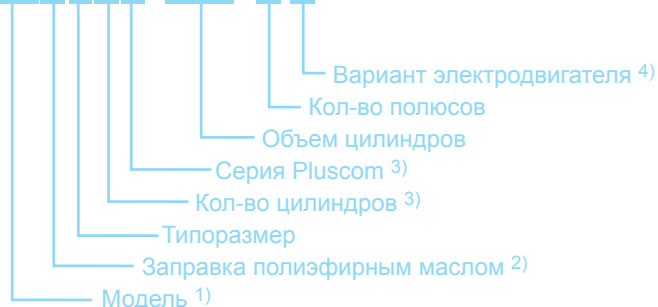 Вариант электродвигателя 4)
Кол-во полюсов
Объем цилиндров
Серия Pluscom 3)
Кол-во цилиндров 3)
Типоразмер
Заправка полиэфирным маслом 2)
Модель 1)